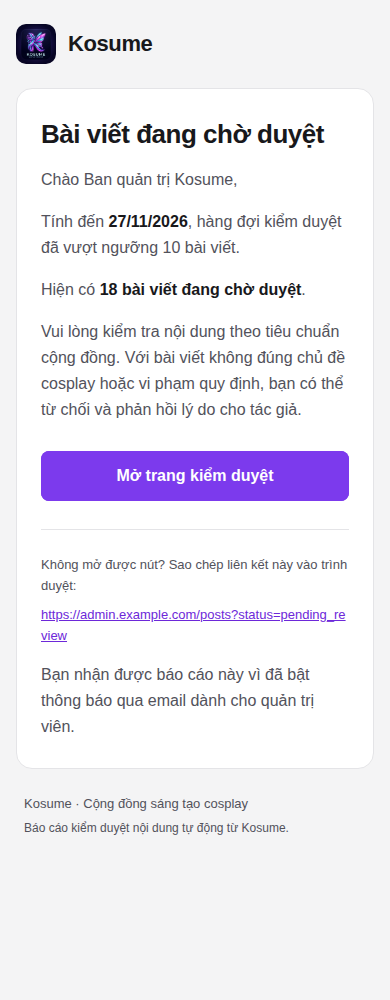 KOSUME
Kosume
Bài viết đang chờ duyệt
Chào Ban quản trị Kosume,
Tính đến 27/11/2026, hàng đợi kiểm duyệt
đã vượt ngưỡng 10 bài viết.
Hiện có 18 bài viết đang chờ duyệt.
Vui lòng kiểm tra nội dung theo tiêu chuẩn
cộng đồng. Với bài viết không đúng chủ đề
cosplay hoặc vi phạm quy định, bạn có thể
từ chối và phản hồi lý do cho tác giả.
Mở trang kiểm duyệt
Không mở được nút? Sao chép liên kết này vào trình
duyệt:
https://admin.example.com/posts?status=pending_re
view
Bạn nhận được báo cáo này vì đã bật
thông báo qua email dành cho quản trị
viên.
Kosume · Cộng đồng sáng tạo cosplay
Báo cáo kiểm duyệt nội dung tự động từ Kosume.